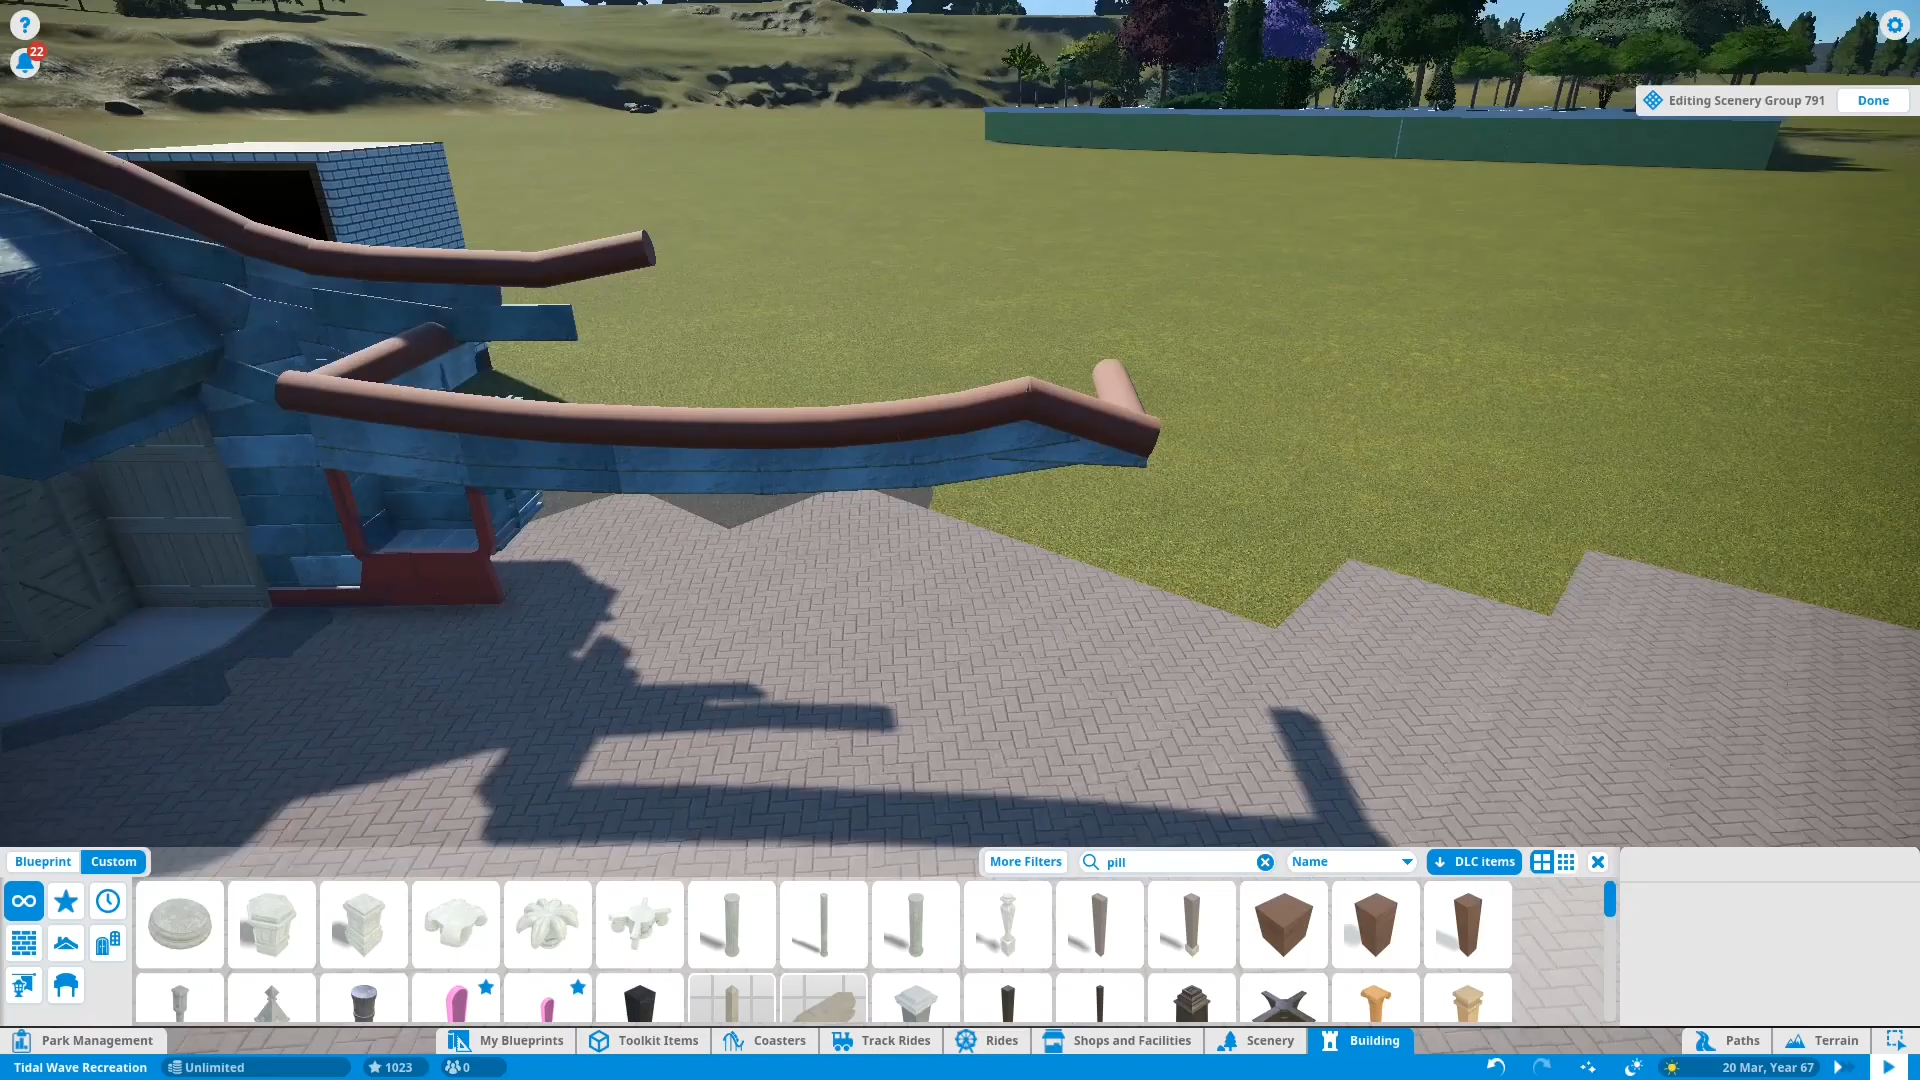 ?
22
Editing Scenery Group 791
Done
Blueprint
Custom
More Filters
pill
Name
DLC items
Park Management
My Blueprints
Toolkit Items
Coasters
Track Rides
Rides
Shops and Facilities
Scenery
Building
Paths
Terrain
Tidal Wave Recreation
Unlimited
1023
0
20 Mar, Year 67